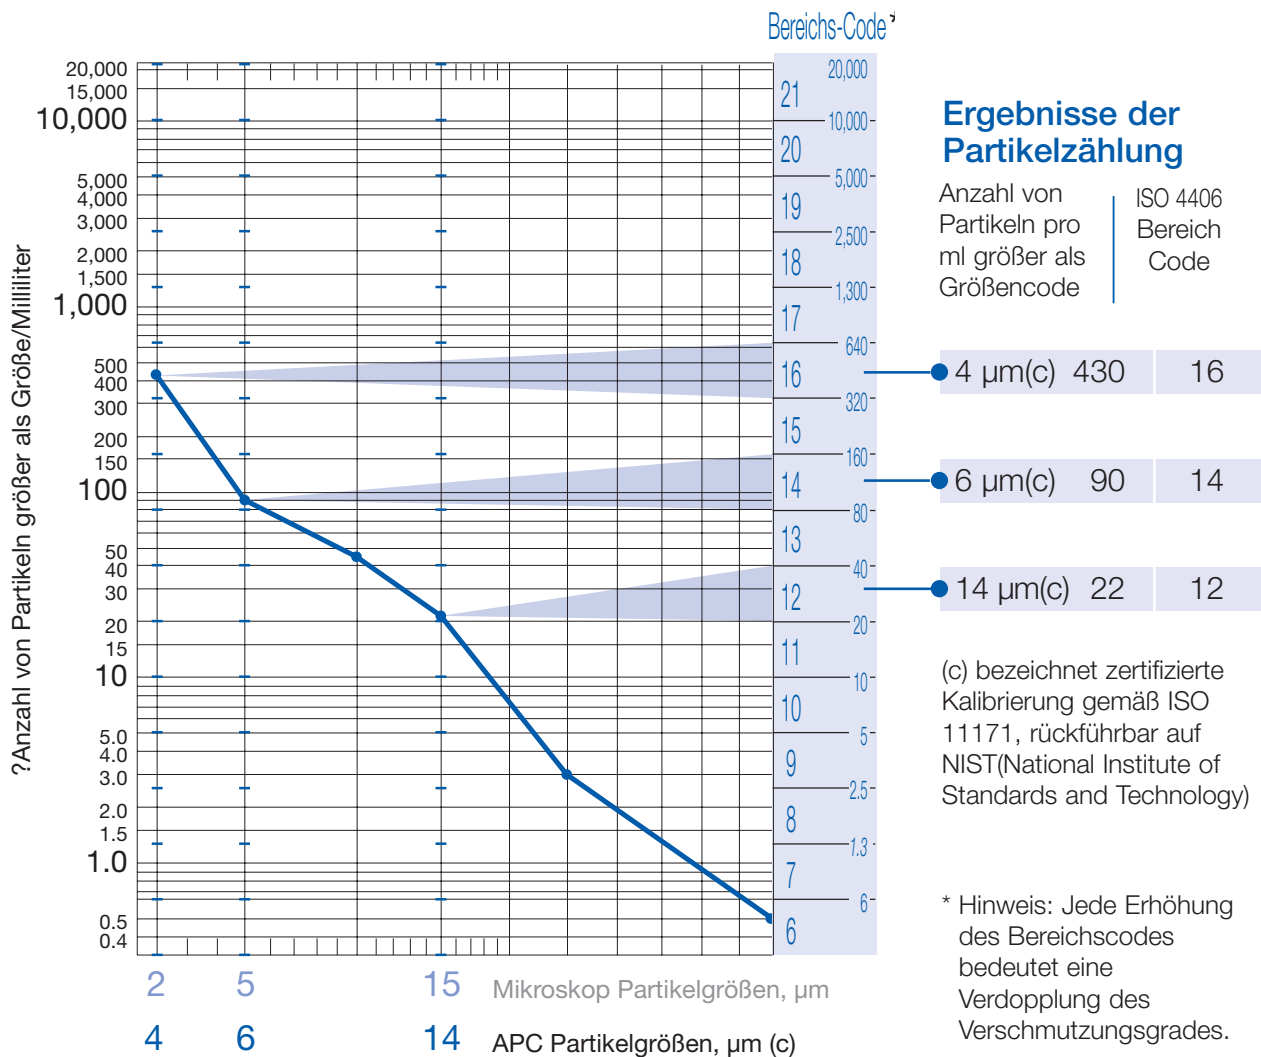 Bereichs-Code*
20,000
15,000
10,000
5,000
4,000
3,000
2,000
1,500
1,000
500
400
300
200
150
100
50
40
30
20
15
10
5.0
4.0
3.0
2.0
1.5
1.0
0.5
0.4
?Anzahl von Partikeln größer als Größe/Milliliter
21
20
19
18
17
16
15
14
13
12
11
10
9
8
7
6
20,000
10,000
5,000
2,500
1,300
640
320
160
80
40
20
10
5
2.5
1.3
6
2 5 15 Mikroskop Partikelgrößen, µm
4 6 14 APC Partikelgrößen, µm (c)
Ergebnisse der
Partikelzählung
Anzahl von
Partikeln pro
ml größer als
Größencode
ISO 4406
Bereich
Code
4 µm(c) 430 16
6 µm(c) 90 14
14 µm(c) 22 12
(c) bezeichnet zertifizierte
Kalibrierung gemäß ISO
11171, rückführbar auf
NIST(National Institute of
Standards and Technology)
* Hinweis: Jede Erhöhung
des Bereichscodes
bedeutet eine
Verdopplung des
Verschmutzungsgrades.